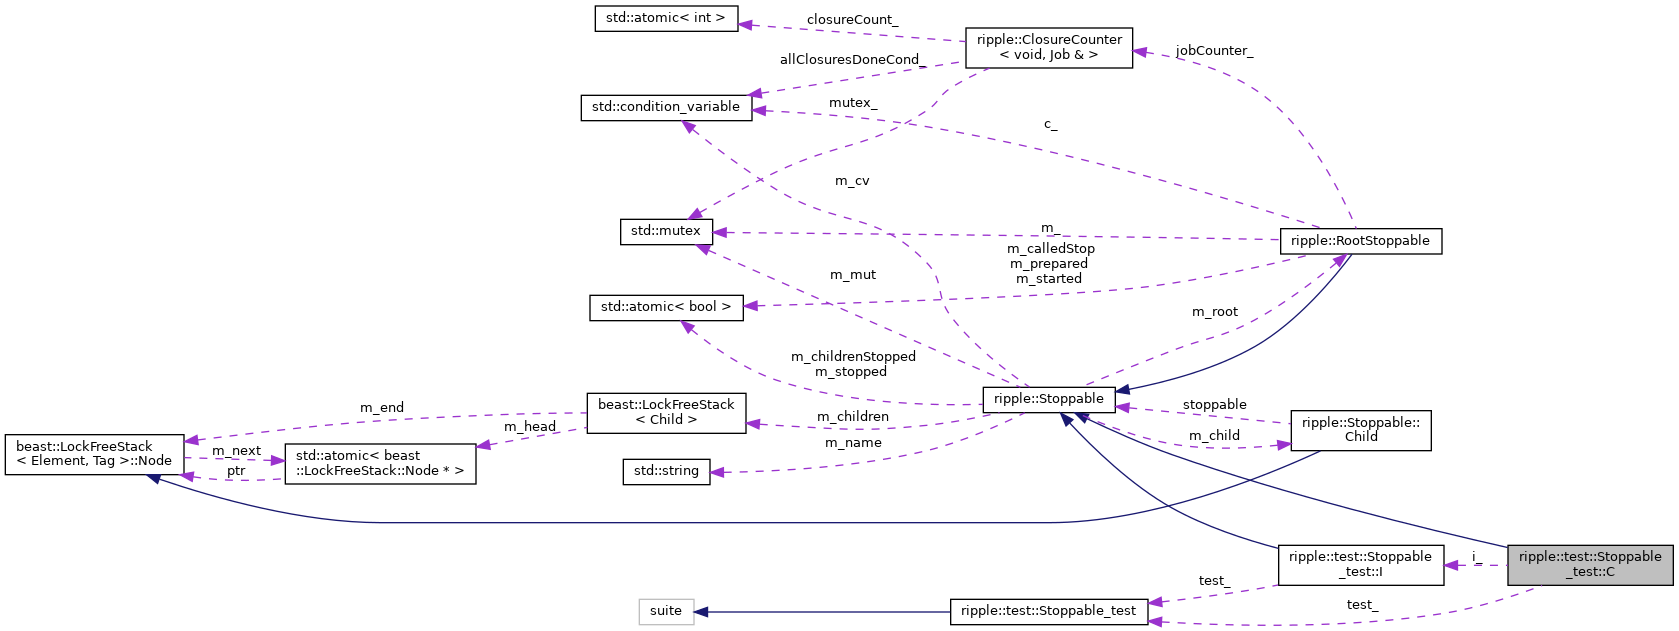 std::atomic< int >
closureCount_
ripple::ClosureCounter
< void, Job & >
jobCounter_
allClosuresDoneCond_
std::condition_variable
mutex_
c_
m_cv
std::mutex
m_
ripple::RootStoppable
m_calledStop
m_prepared
m_started
m_mut
std::atomic< bool >
m_root
m_childrenStopped
m_stopped
ripple::Stoppable
stoppable
beast::LockFreeStack
< Child >
m_end
m_children
ripple::Stoppable::
Child
m_head
m_child
m_name
beast::LockFreeStack
< Element, Tag >::Node
m_next
ptr
std::atomic< beast
::LockFreeStack::Node * >
std::string
ripple::test::Stoppable
_test::I
i_
ripple::test::Stoppable
_test::C
test_
suite
ripple::test::Stoppable_test
test_